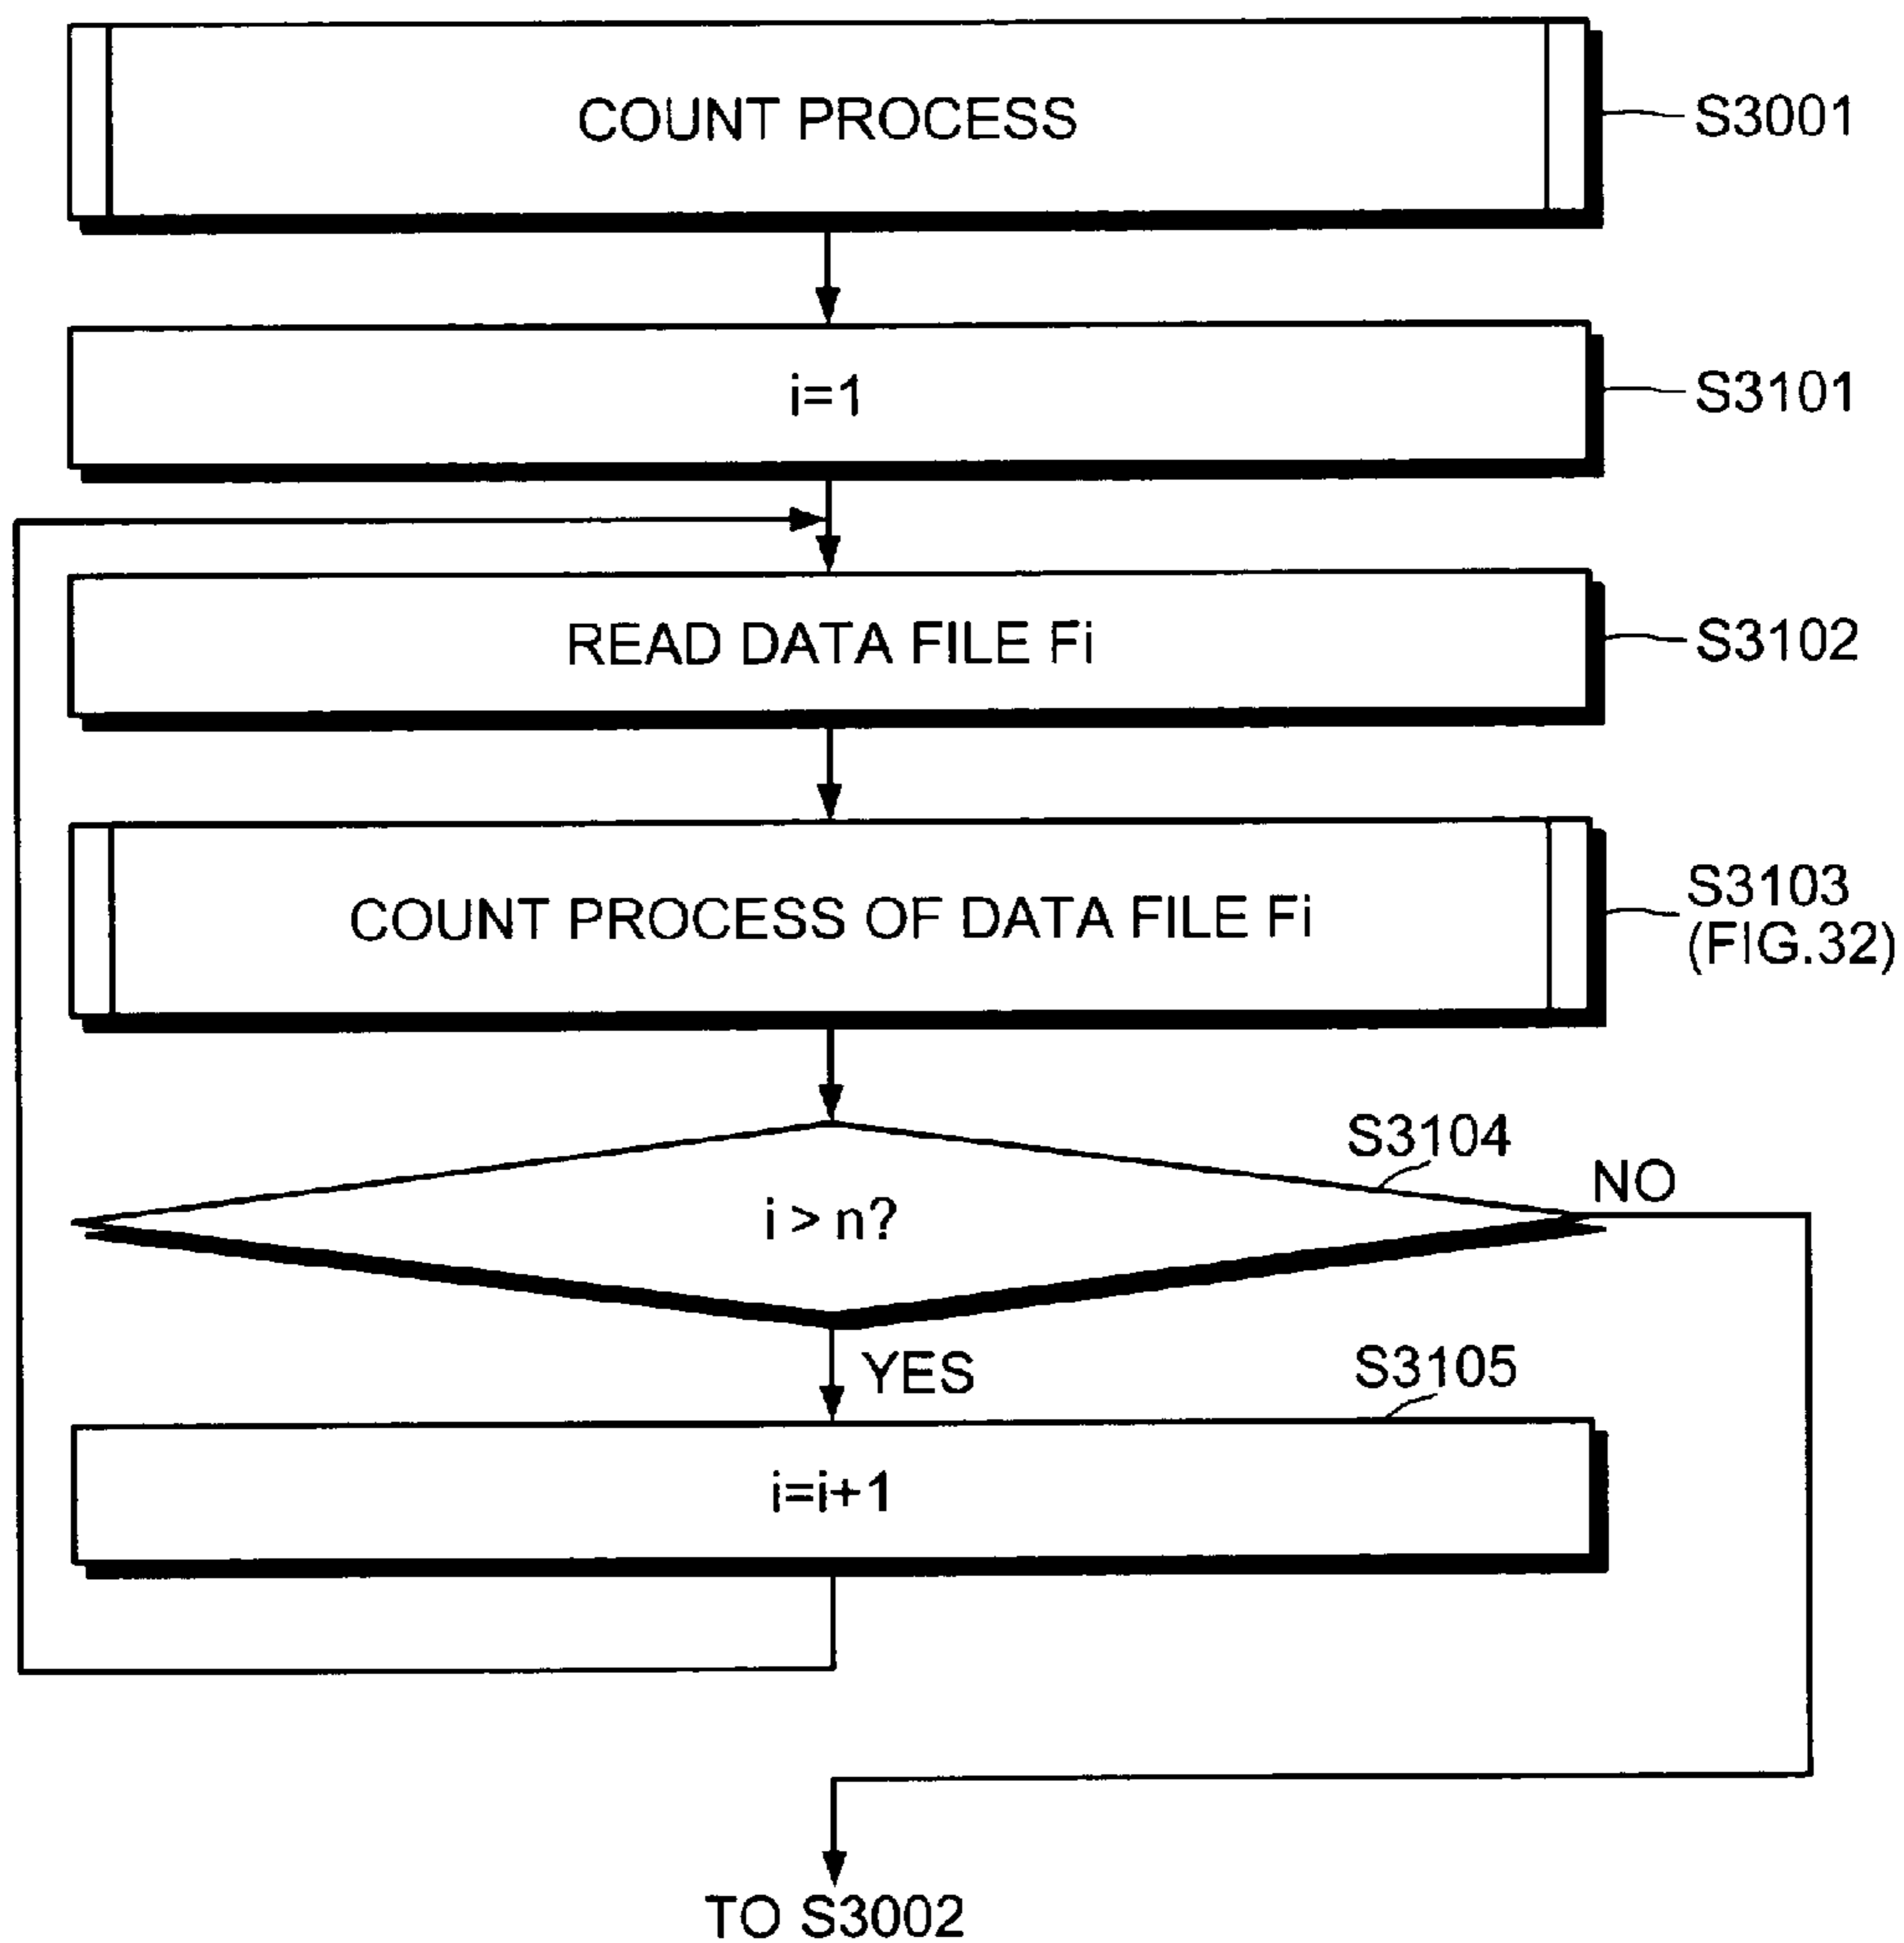 COUNT PROCESS
S3001
i=1
S3101
READ DATA FILE Fi
S3102
COUNT PROCESS OF DATA FILE Fi
S3103
(FIG.32)
S3104
NO
i > n?
YES
S3105
i=i+1
TO S3002